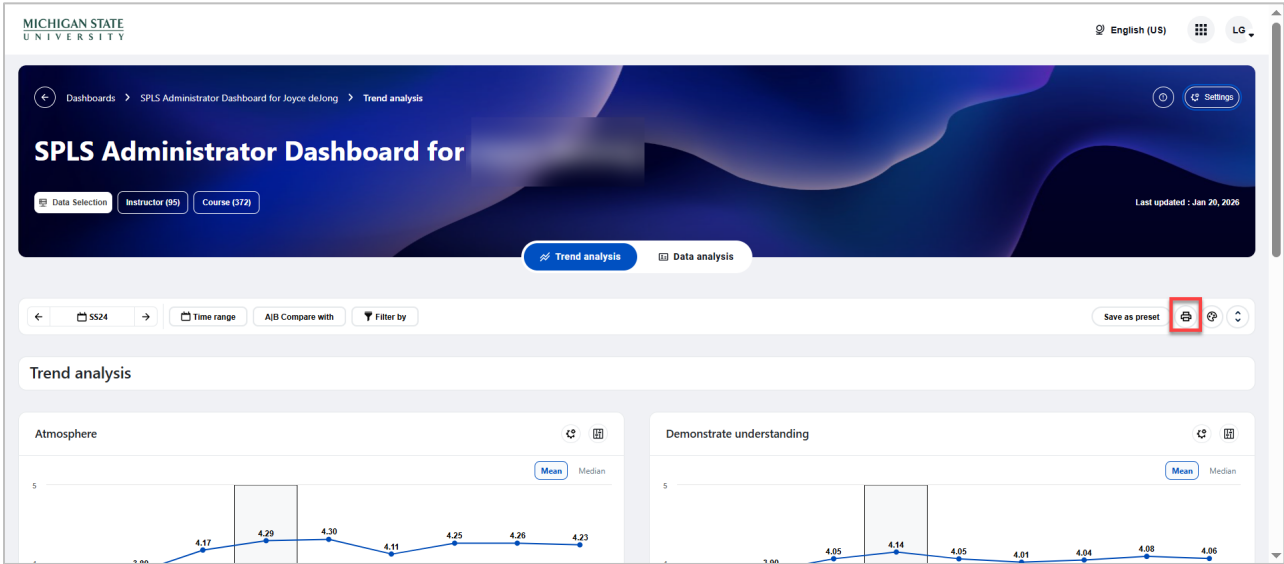 MICHIGAN STATE
UNIVERSITY
English (US)
LG
Dashboards > SPLS Administrator Dashboard for Joyce deJong > Trend analysis
Settings
SPLS Administrator Dashboard for
Data Selection
Instructor (95)
Course (372)
Last updated : Jan 20, 2026
Trend analysis
Data analysis
SS24
Time range
A|B Compare with
Filter by
Save as preset
Trend analysis
Atmosphere
Mean Median
5
4.17 4.29 4.30 4.11 4.25 4.26 4.23
Demonstrate understanding
Mean Median
5
4.05 4.14 4.05 4.01 4.04 4.08 4.06